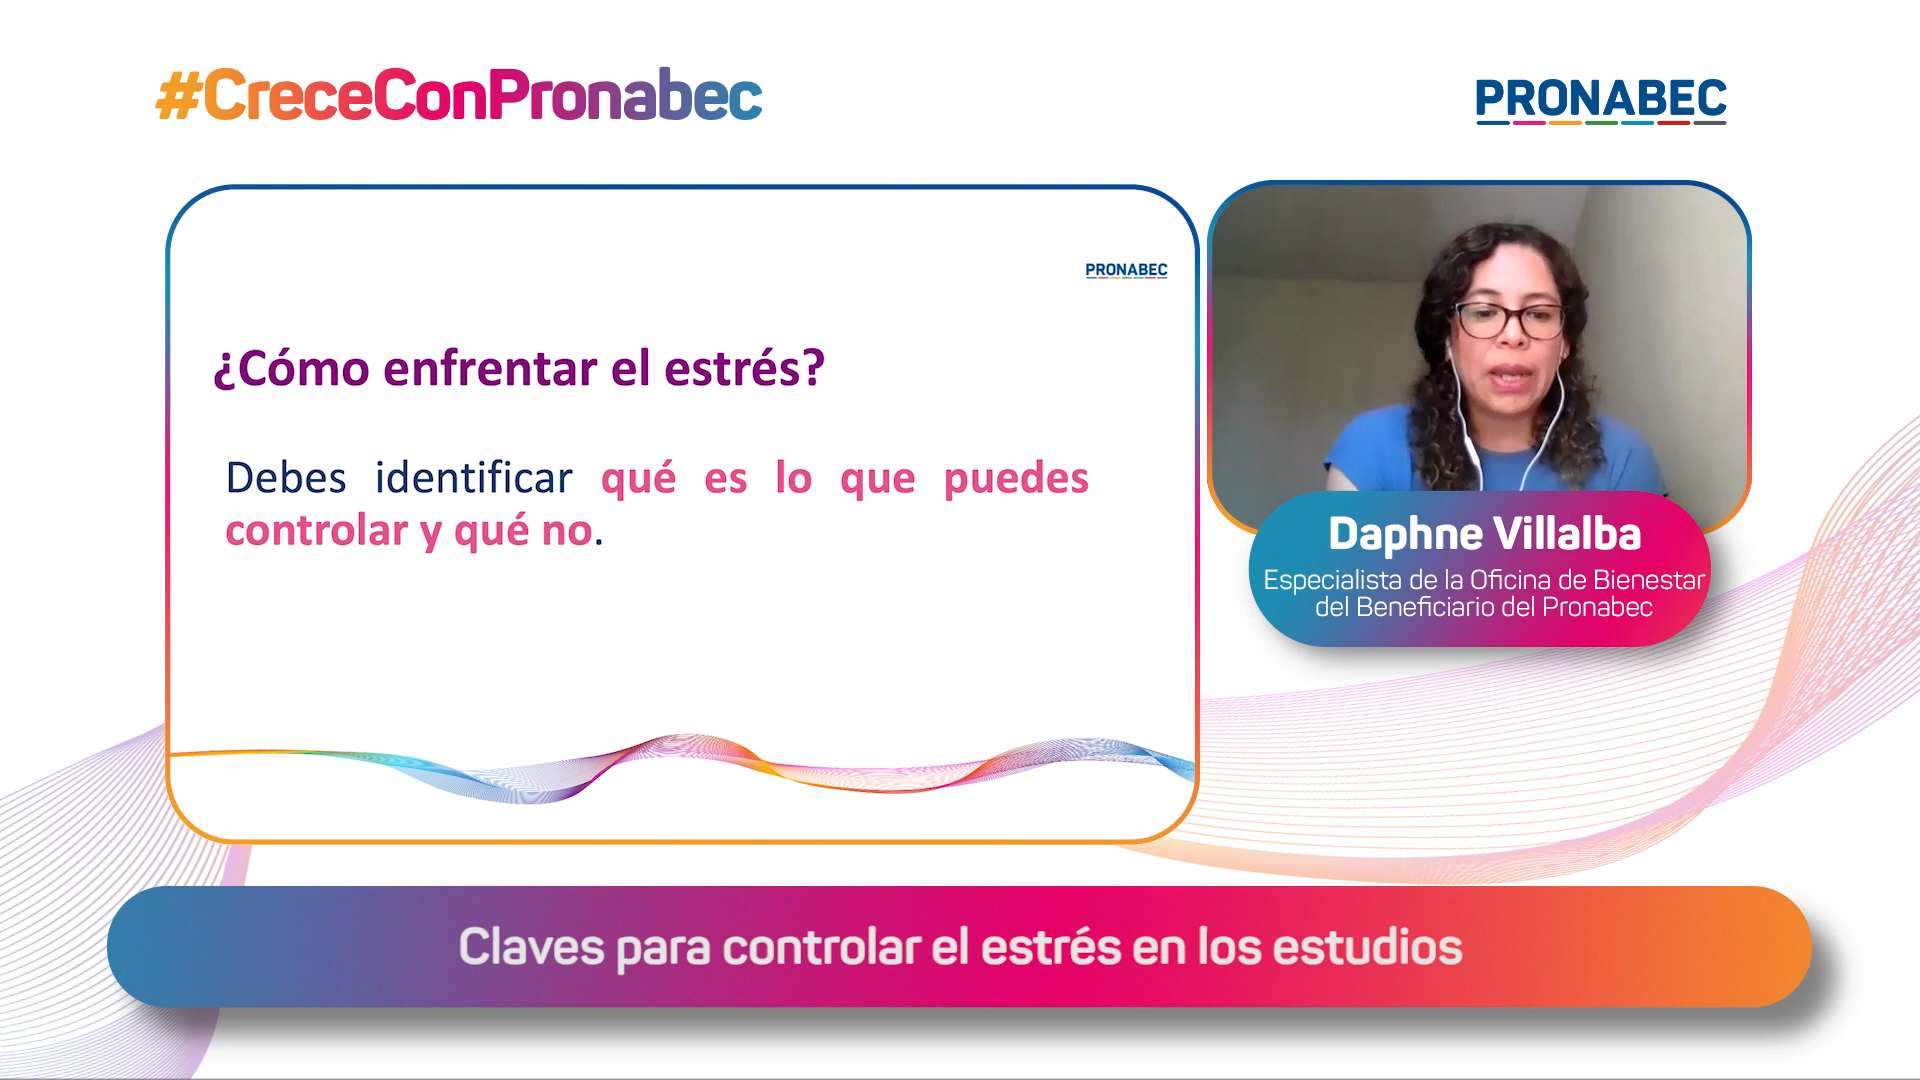 #CreceConPronabec
PRONABEC
PRONABEC
¿Cómo enfrentar el estrés?
Debes identificar qué es lo que puedes
controlar y qué no.
Daphne Villalba
Especialista de la Oficina de Bienestar
del Beneficiario del Pronabec
Claves para controlar el estrés en los estudios